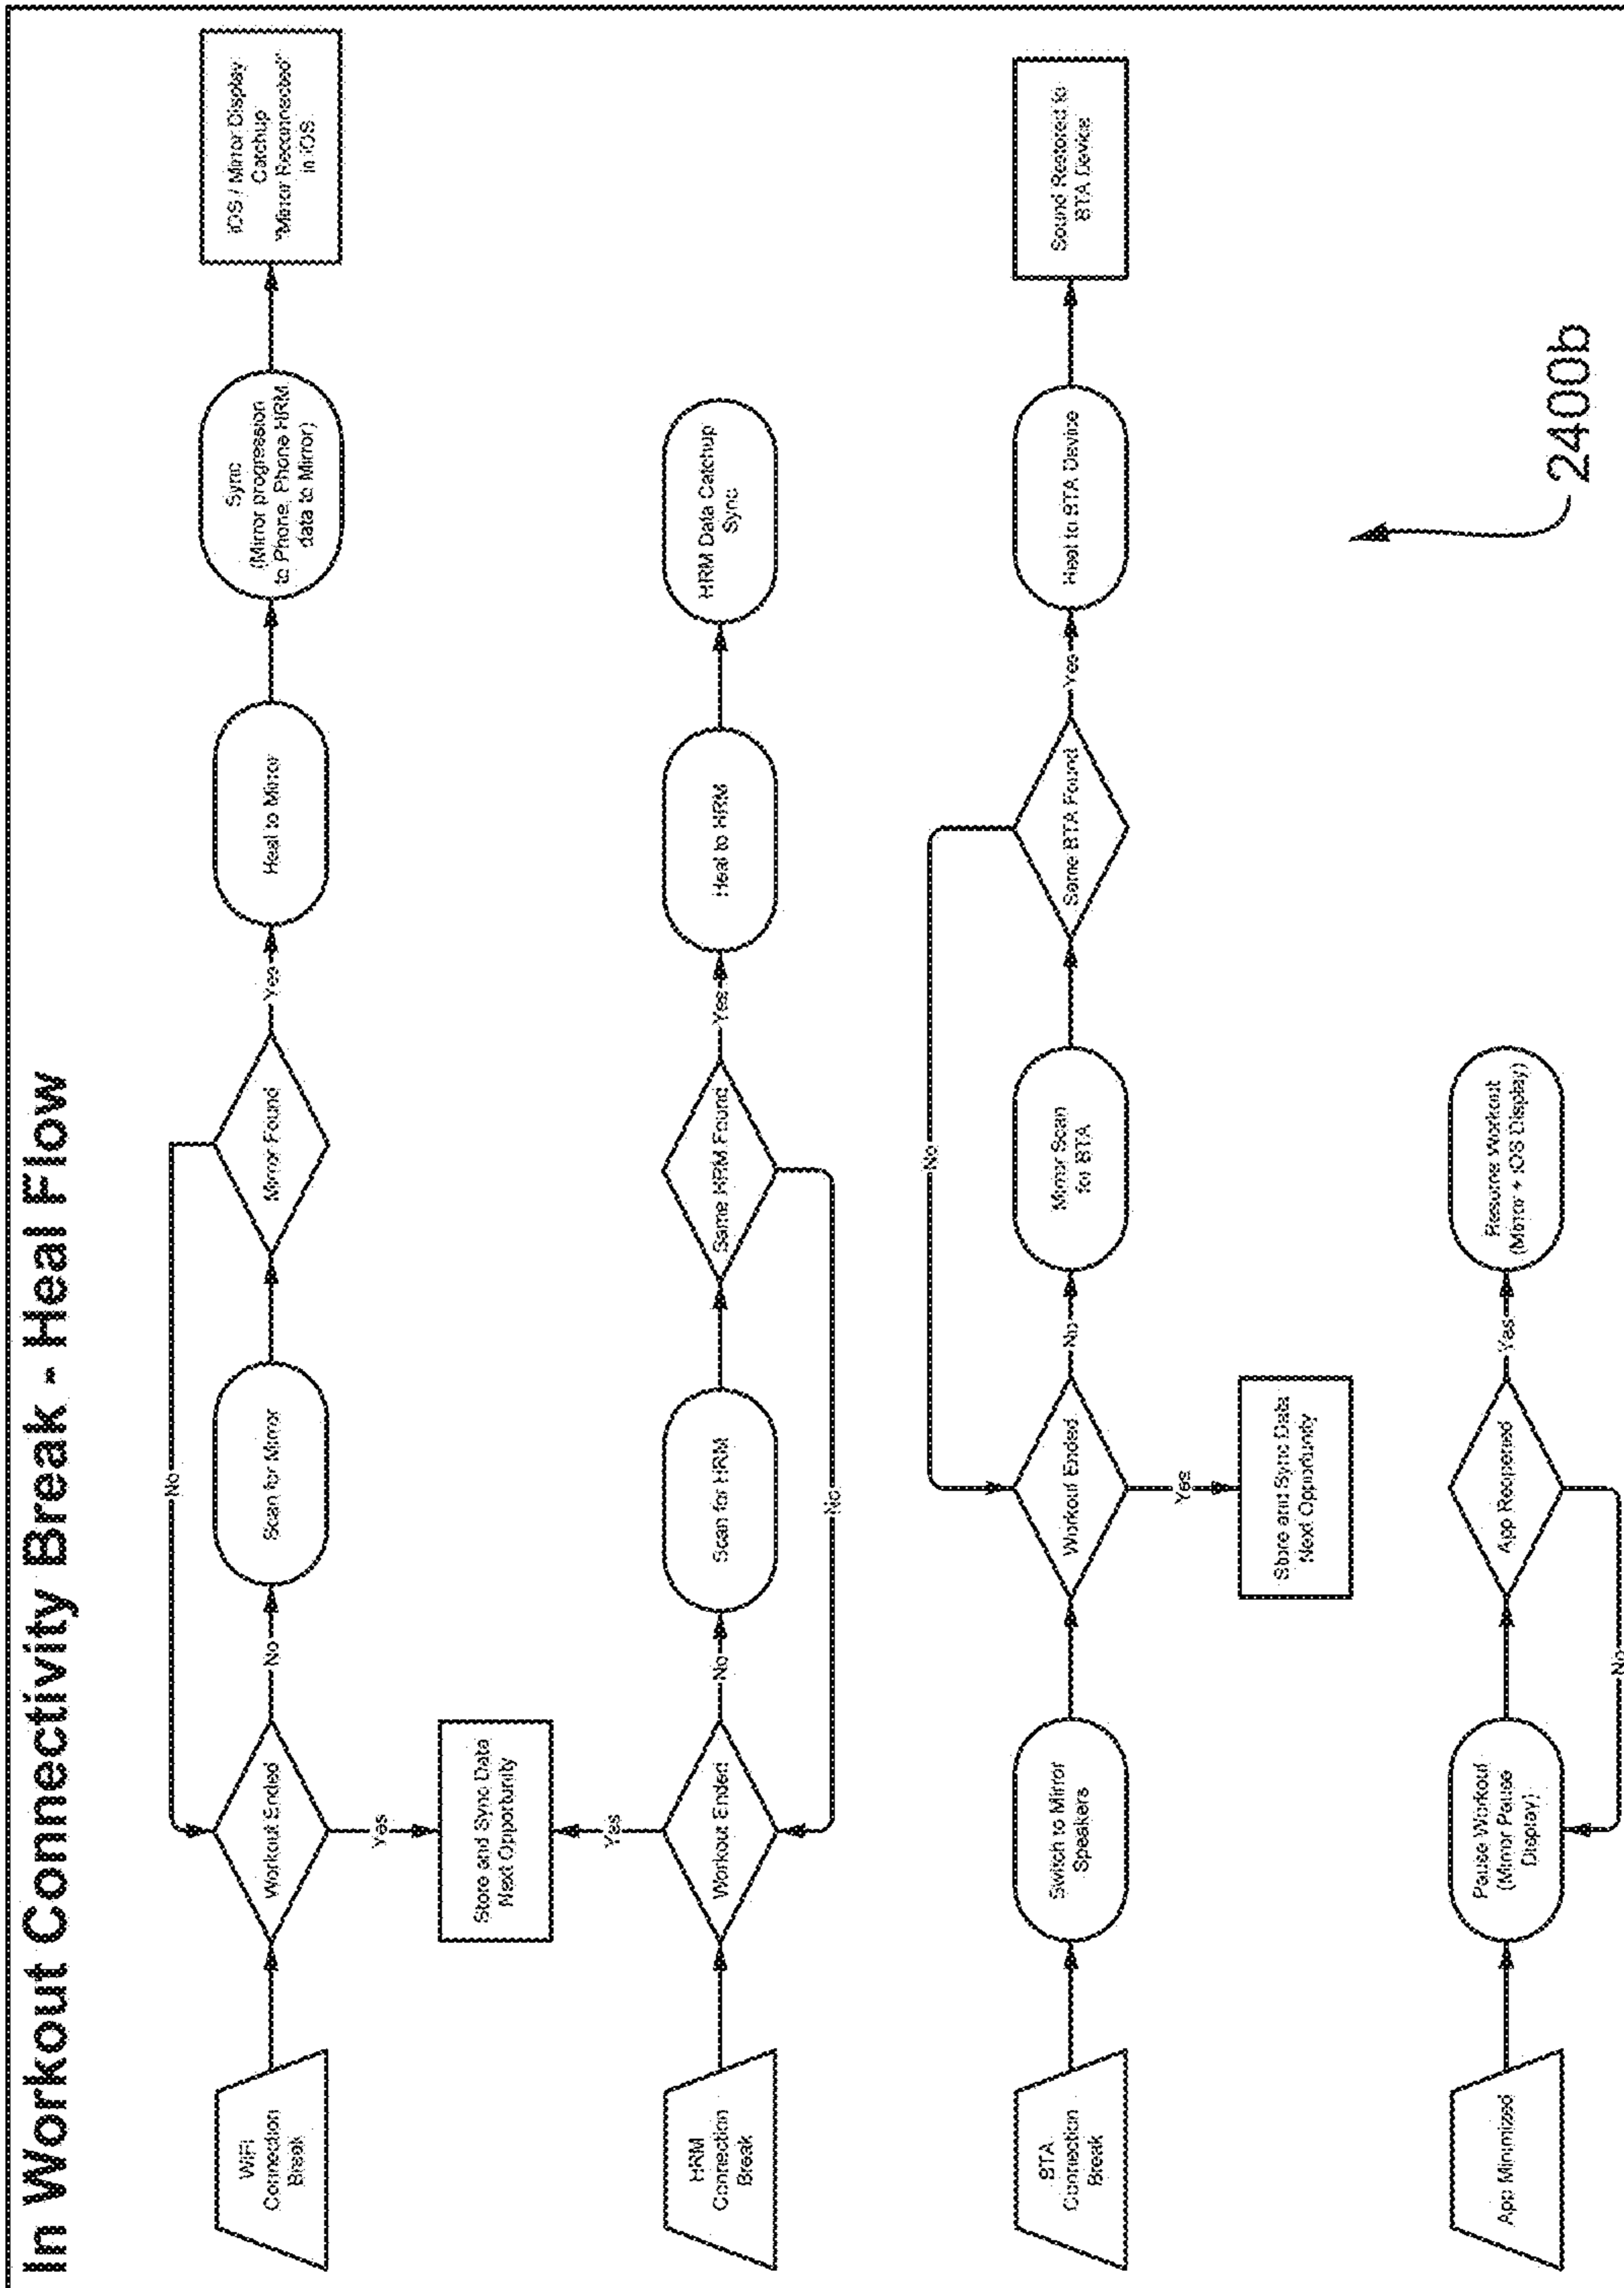 In Workout Connectivity Break - Heal Flow
WiFi
Connection
Break
Workout Ended
No
Scan for Mirror
Mirror Found
No
Yes
Heal to Mirror
Sync
(Mirror progression
to Phone, Phone HRM
data to Mirror)
iOS / Mirror Display
Catchup
"Mirror Reconnected"
in iOS
Yes
Store and Sync Data
Next Opportunity
Yes
HRM
Connection
Break
Workout Ended
No
Scan for HRM
Same HRM Found
No
Yes
Heal to HRM
HRM Data Catchup
Sync
BTA
Connection
Break
Switch to Mirror
Speakers
Workout Ended
No
Mirror Scan
for BTA
Same BTA Found
No
Yes
Heal to BTA Device
Sound Restored to
BTA Device
Yes
Store and Sync Data
Next Opportunity
App Minimized
Pause Workout
(Mirror Pause
Display)
App Reopened
No
Yes
Resume Workout
(Mirror + iOS Display)
2400b